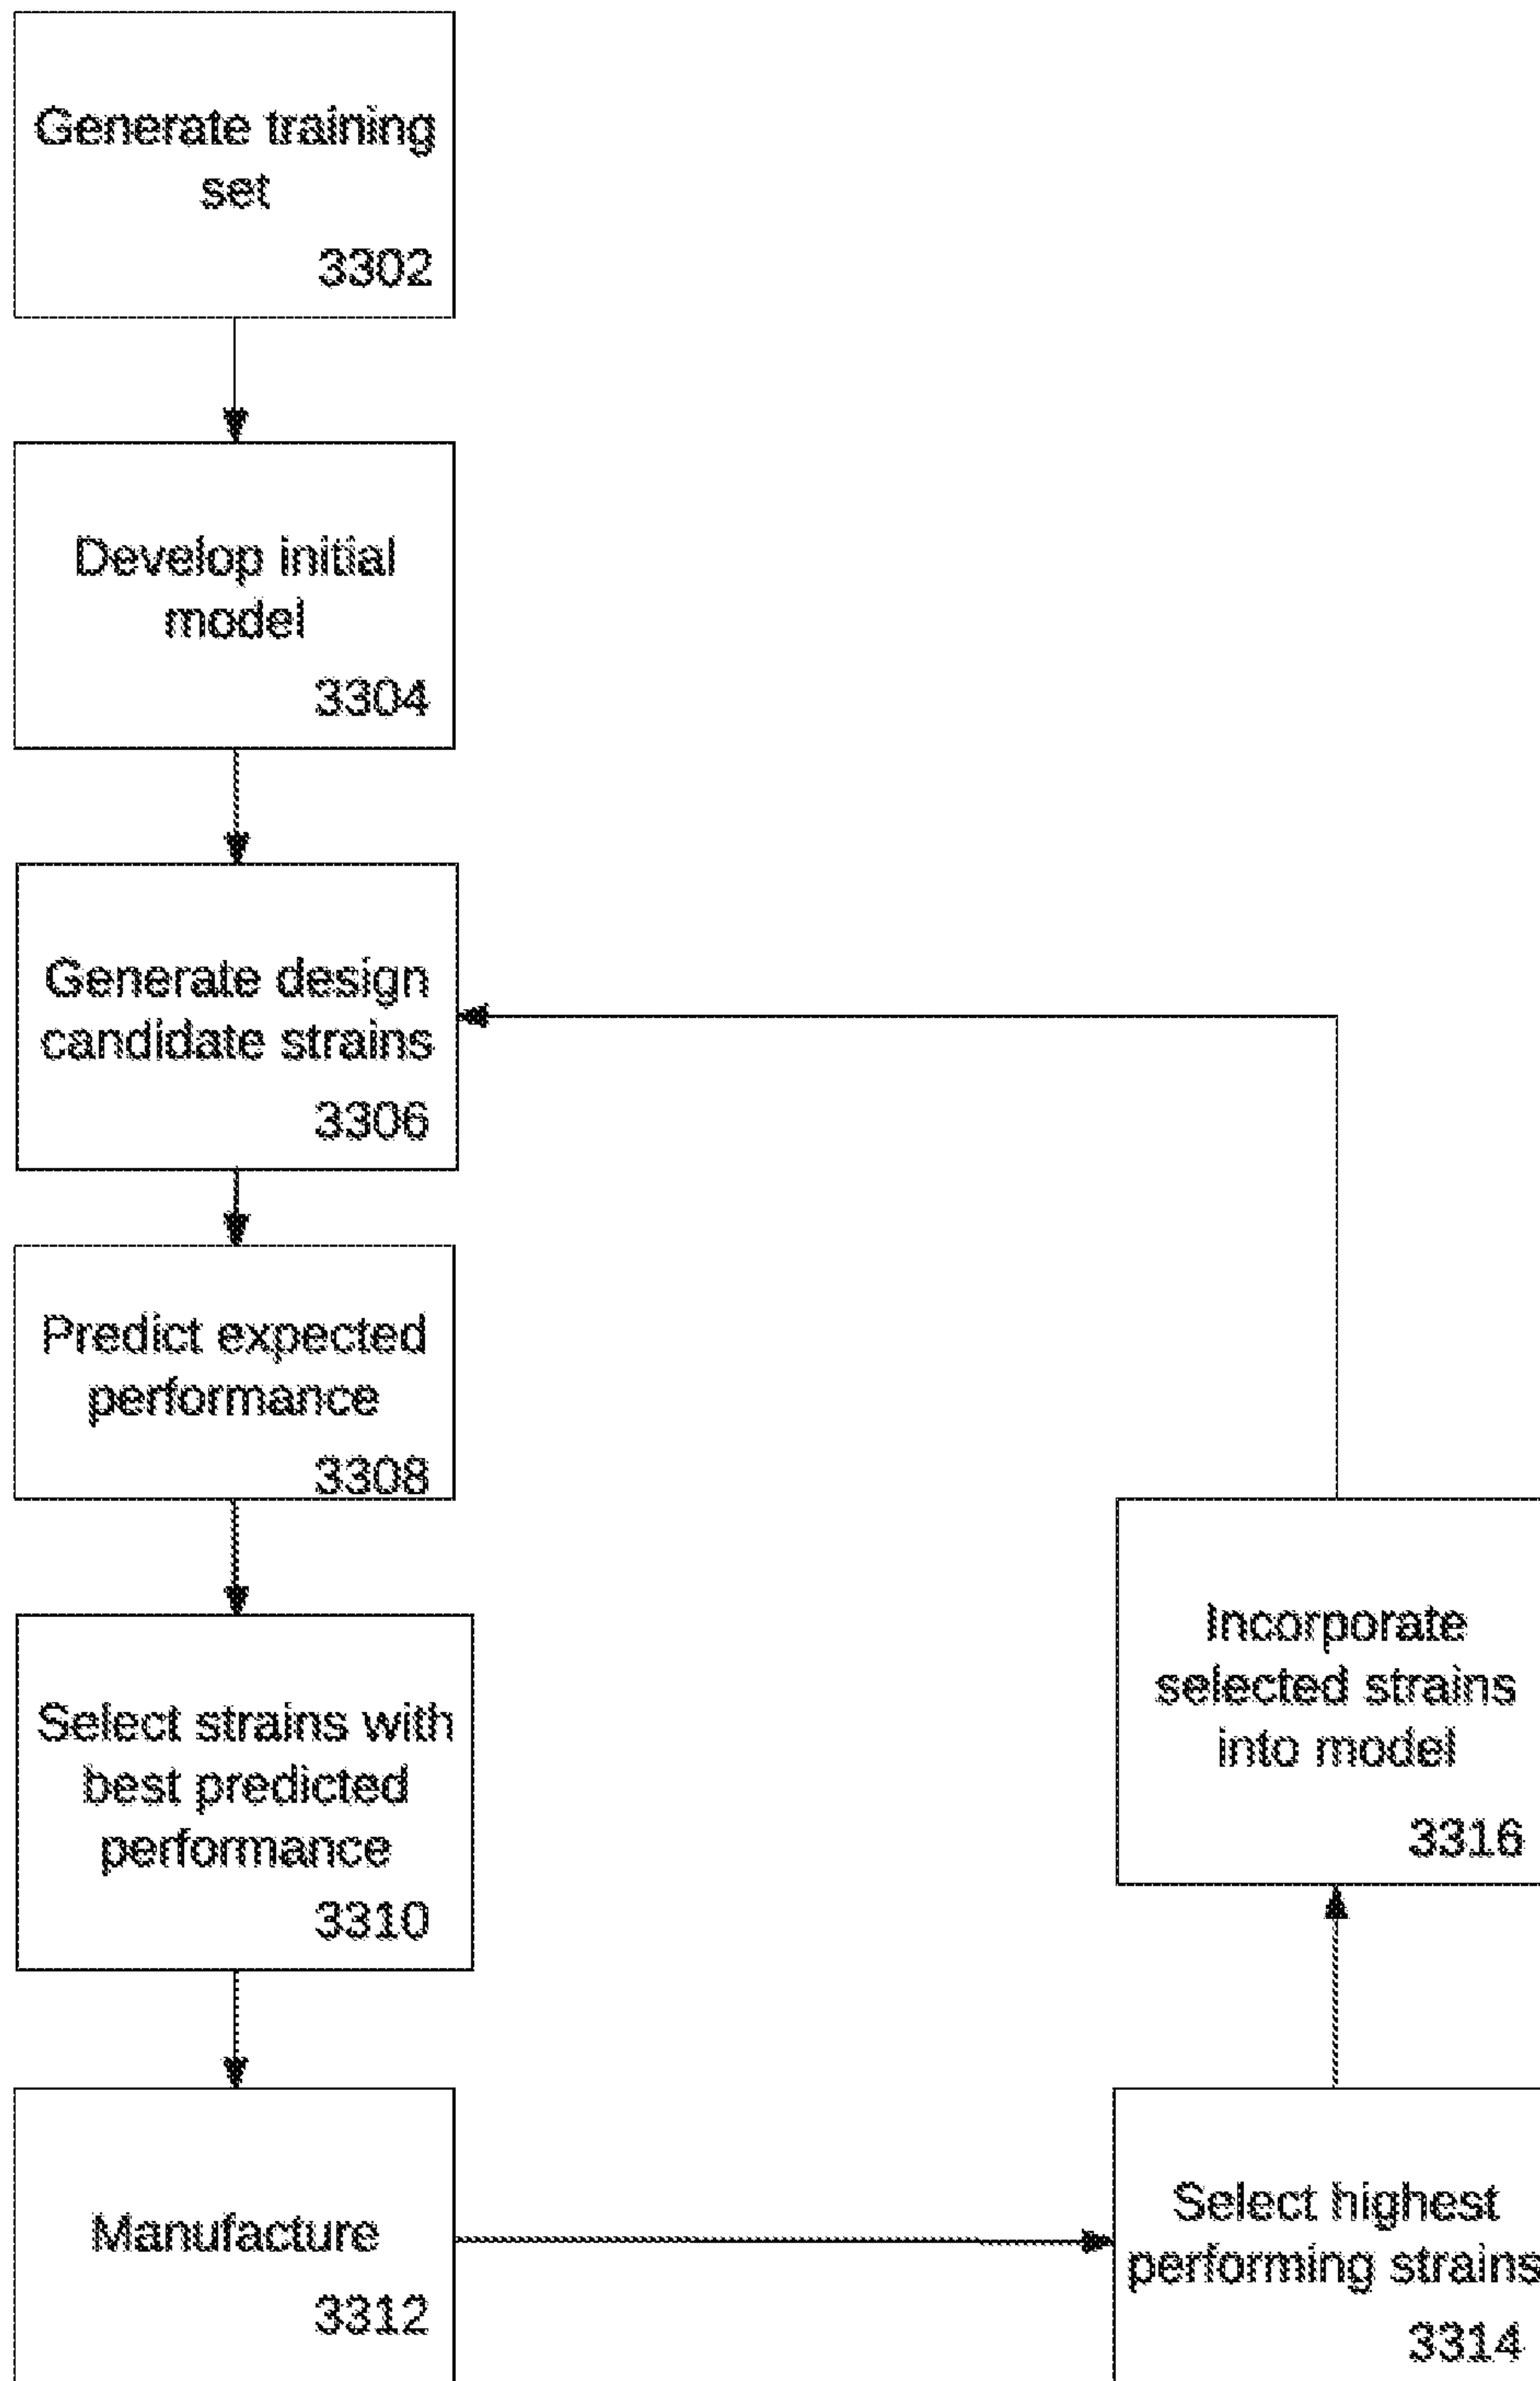 Generate training
set
3302
Develop initial
model
3304
Generate design
candidate strains
3306
Predict expected
performance
3308
Select strains with
best predicted
performance
3310
Manufacture
3312
Select highest
performing strains
3314
Incorporate
selected strains
into model
3316